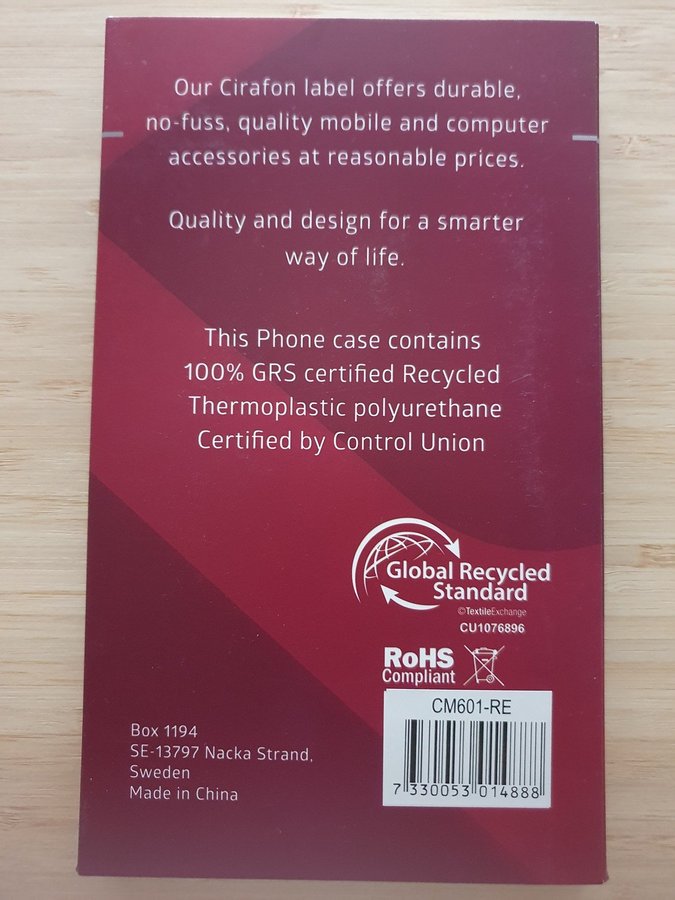 Our Cirafon label offers durable,
no-fuss, quality mobile and computer
accessories at reasonable prices.
Quality and design for a smarter
way of life.
This Phone case contains
100% GRS certified Recycled
Thermoplastic polyurethane
Certified by Control Union
Global Recycled
Standard
©TextileExchange
CU1076896
RoHS
Compliant
CM601-RE
7 330053 014888
Box 1194
SE-13797 Nacka Strand,
Sweden
Made in China